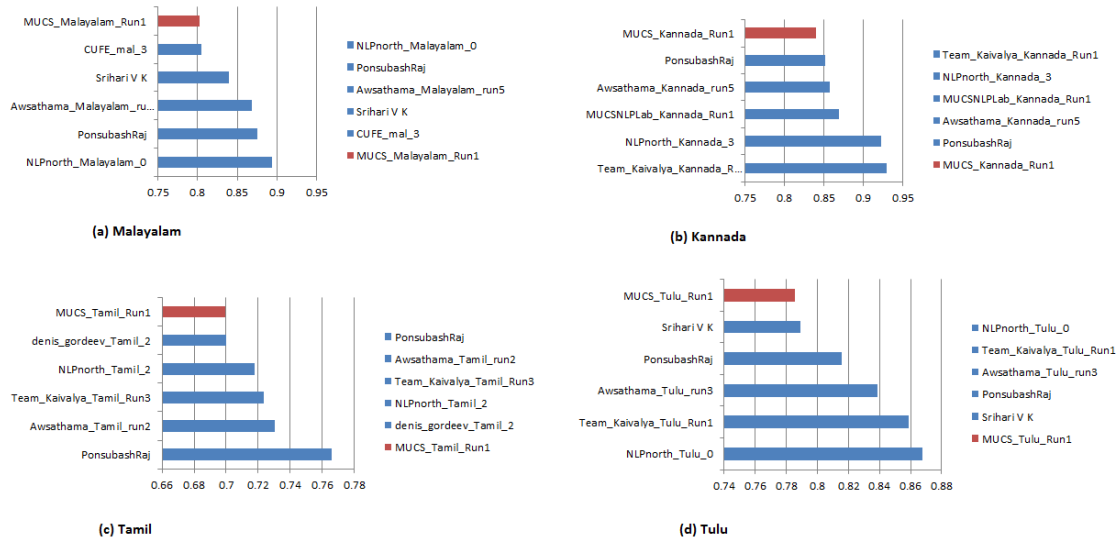 MUCS_Malayalam_Run1
CUFE_mal_3
Srihari V K
Awsathama_Malayalam_ru...
PonsubashRaj
NLPnorth_Malayalam_0
0.75 0.8 0.85 0.9 0.95
NLPnorth_Malayalam_0
PonsubashRaj
Awsathama_Malayalam_run5
Srihari V K
CUFE_mal_3
MUCS_Malayalam_Run1
(a) Malayalam
MUCS_Kannada_Run1
PonsubashRaj
Awsathama_Kannada_run5
MUCSNLPLab_Kannada_Run1
NLPnorth_Kannada_3
Team_Kaivalya_Kannada_R...
0.75 0.8 0.85 0.9 0.95
Team_Kaivalya_Kannada_Run1
NLPnorth_Kannada_3
MUCSNLPLab_Kannada_Run1
Awsathama_Kannada_run5
PonsubashRaj
MUCS_Kannada_Run1
(b) Kannada
MUCS_Tamil_Run1
denis_gordeev_Tamil_2
NLPnorth_Tamil_2
Team_Kaivalya_Tamil_Run3
Awsathama_Tamil_run2
PonsubashRaj
0.66 0.68 0.7 0.72 0.74 0.76 0.78
PonsubashRaj
Awsathama_Tamil_run2
Team_Kaivalya_Tamil_Run3
NLPnorth_Tamil_2
denis_gordeev_Tamil_2
MUCS_Tamil_Run1
(c) Tamil
MUCS_Tulu_Run1
Srihari V K
PonsubashRaj
Awsathama_Tulu_run3
Team_Kaivalya_Tulu_Run1
NLPnorth_Tulu_0
0.74 0.76 0.78 0.8 0.82 0.84 0.86 0.88
NLPnorth_Tulu_0
Team_Kaivalya_Tulu_Run1
Awsathama_Tulu_run3
PonsubashRaj
Srihari V K
MUCS_Tulu_Run1
(d) Tulu